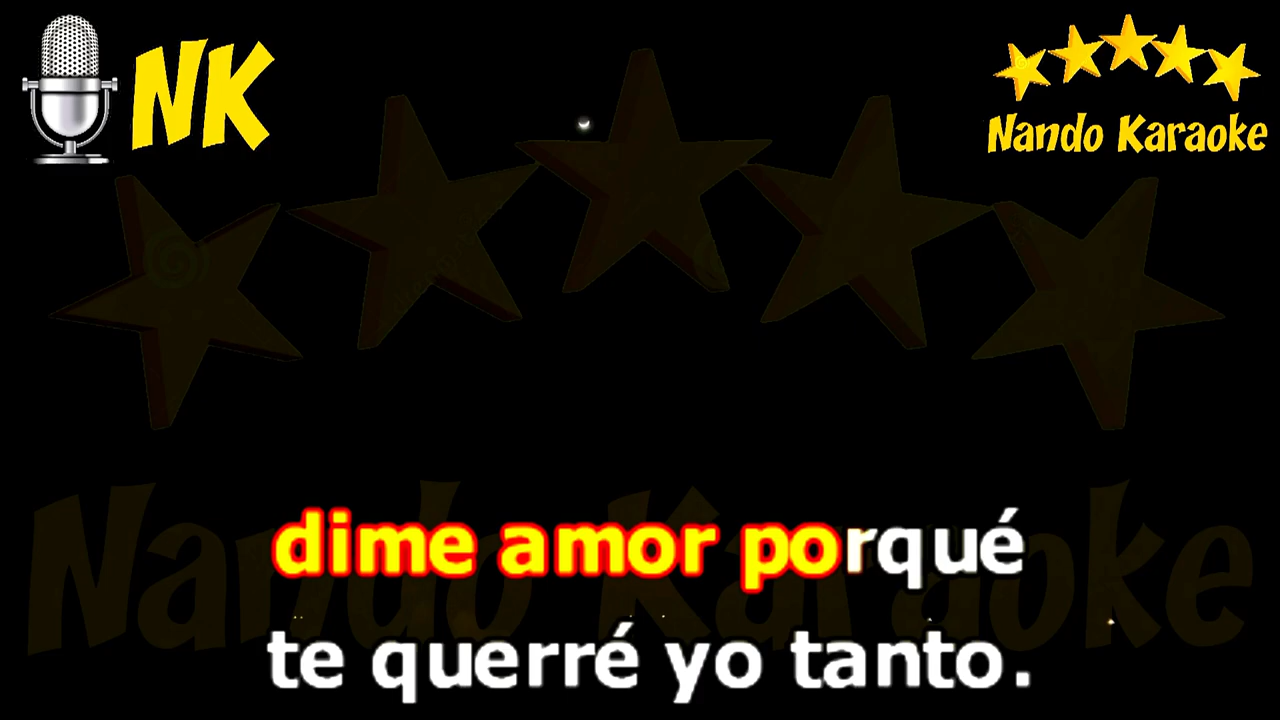 NK
Nando Karaoke
Nando Karaoke
dime amor porqué
te querré yo tanto.